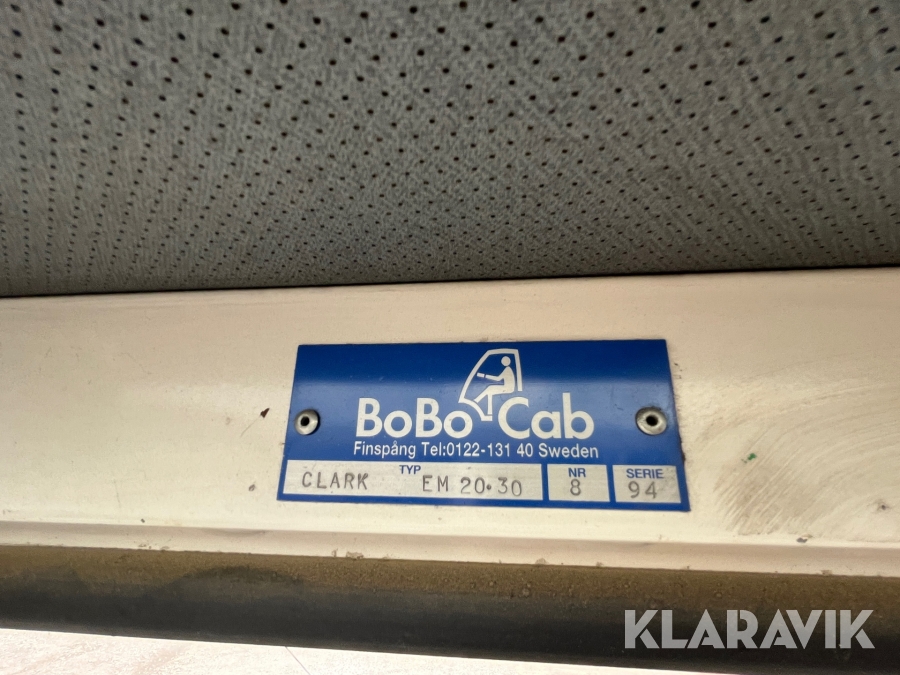 BoBo Cab
Finspång Tel:0122-131 40 Sweden
TYP NR SERIE
CLARK EM 20·30 8 94
KLARAVIK